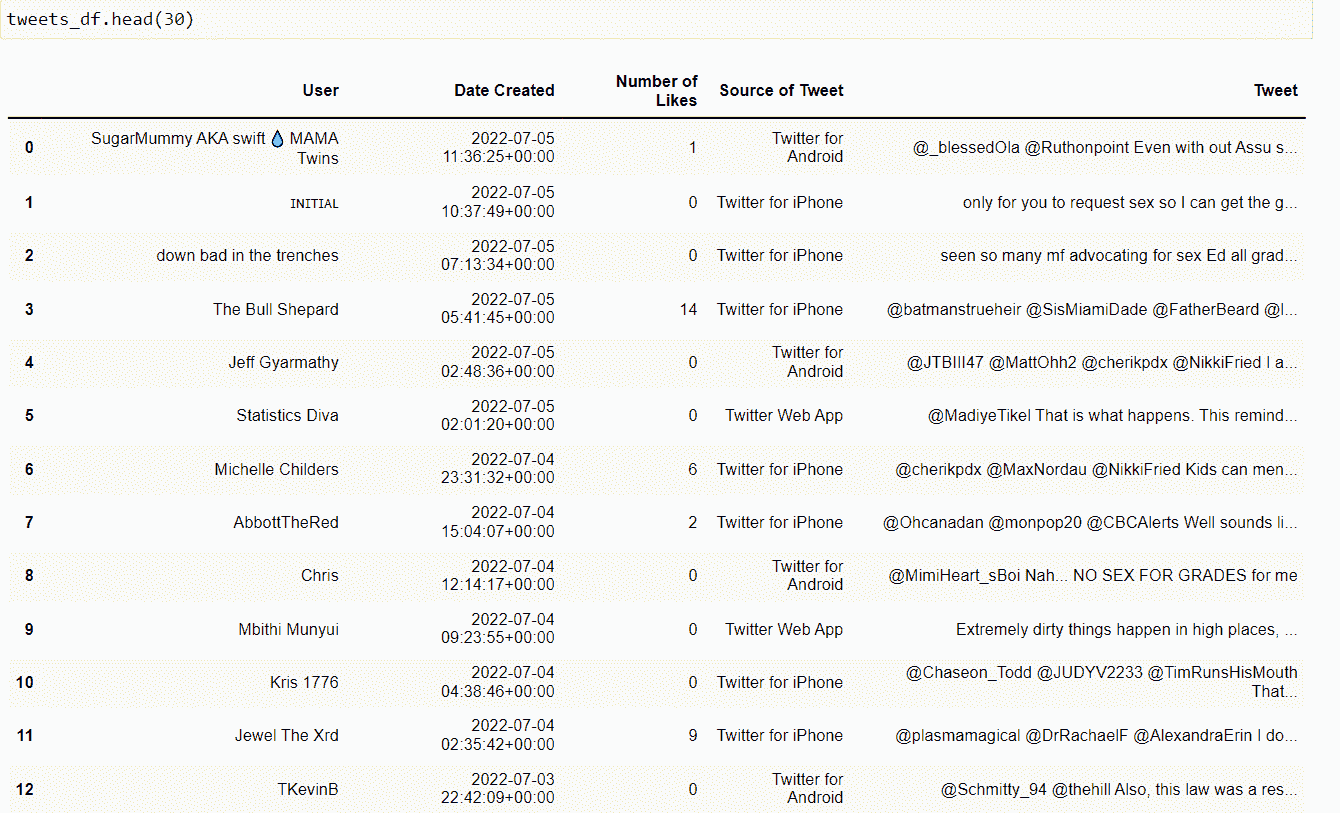 tweets_df.head(30)
User Date Created Number of Likes Source of Tweet Tweet
0 SugarMummy AKA swift 💧 MAMA Twins 2022-07-05 11:36:25+00:00 1 Twitter for Android @_blessedOla @Ruthonpoint Even with out Assu s...
1 ɪɴɪᴛɪᴀʟ 2022-07-05 10:37:49+00:00 0 Twitter for iPhone only for you to request sex so I can get the g...
2 down bad in the trenches 2022-07-05 07:13:34+00:00 0 Twitter for iPhone seen so many mf advocating for sex Ed all grad...
3 The Bull Shepard 2022-07-05 05:41:45+00:00 14 Twitter for iPhone @batmanstrueheir @SisMiamiDade @FatherBeard @l...
4 Jeff Gyarmathy 2022-07-05 02:48:36+00:00 0 Twitter for Android @JTBIII47 @MattOhh2 @cherikpdx @NikkiFried I a...
5 Statistics Diva 2022-07-05 02:01:20+00:00 0 Twitter Web App @MadiyeTikel That is what happens. This remind...
6 Michelle Childers 2022-07-04 23:31:32+00:00 6 Twitter for iPhone @cherikpdx @MaxNordau @NikkiFried Kids can men...
7 AbbottTheRed 2022-07-04 15:04:07+00:00 2 Twitter for iPhone @Ohcanadan @monpop20 @CBCAlerts Well sounds li...
8 Chris 2022-07-04 12:14:17+00:00 0 Twitter for Android @MimiHeart_sBoi Nah... NO SEX FOR GRADES for me
9 Mbithi Munyui 2022-07-04 09:23:55+00:00 0 Twitter Web App Extremely dirty things happen in high places, ...
10 Kris 1776 2022-07-04 04:38:46+00:00 0 Twitter for iPhone @Chaseon_Todd @JUDYV2233 @TimRunsHisMouth That...
11 Jewel The Xrd 2022-07-04 02:35:42+00:00 9 Twitter for iPhone @plasmamagical @DrRachaelF @AlexandraErin I do...
12 TKevinB 2022-07-03 22:42:09+00:00 0 Twitter for Android @Schmitty_94 @thehill Also, this law was a res...